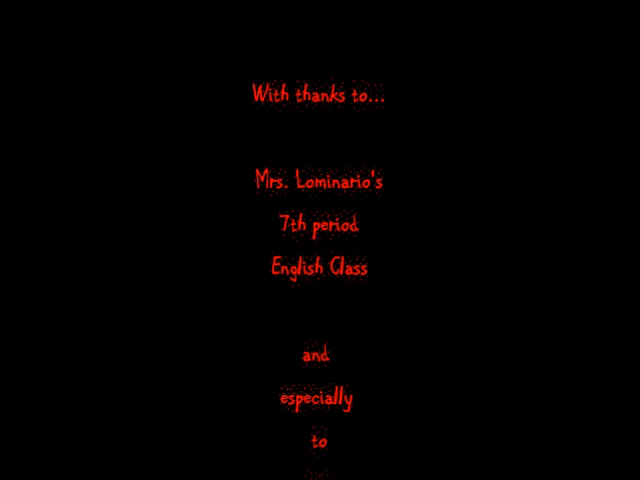 With thanks to...
Mrs. Lominario's
7th period
English Class
and
especially
to